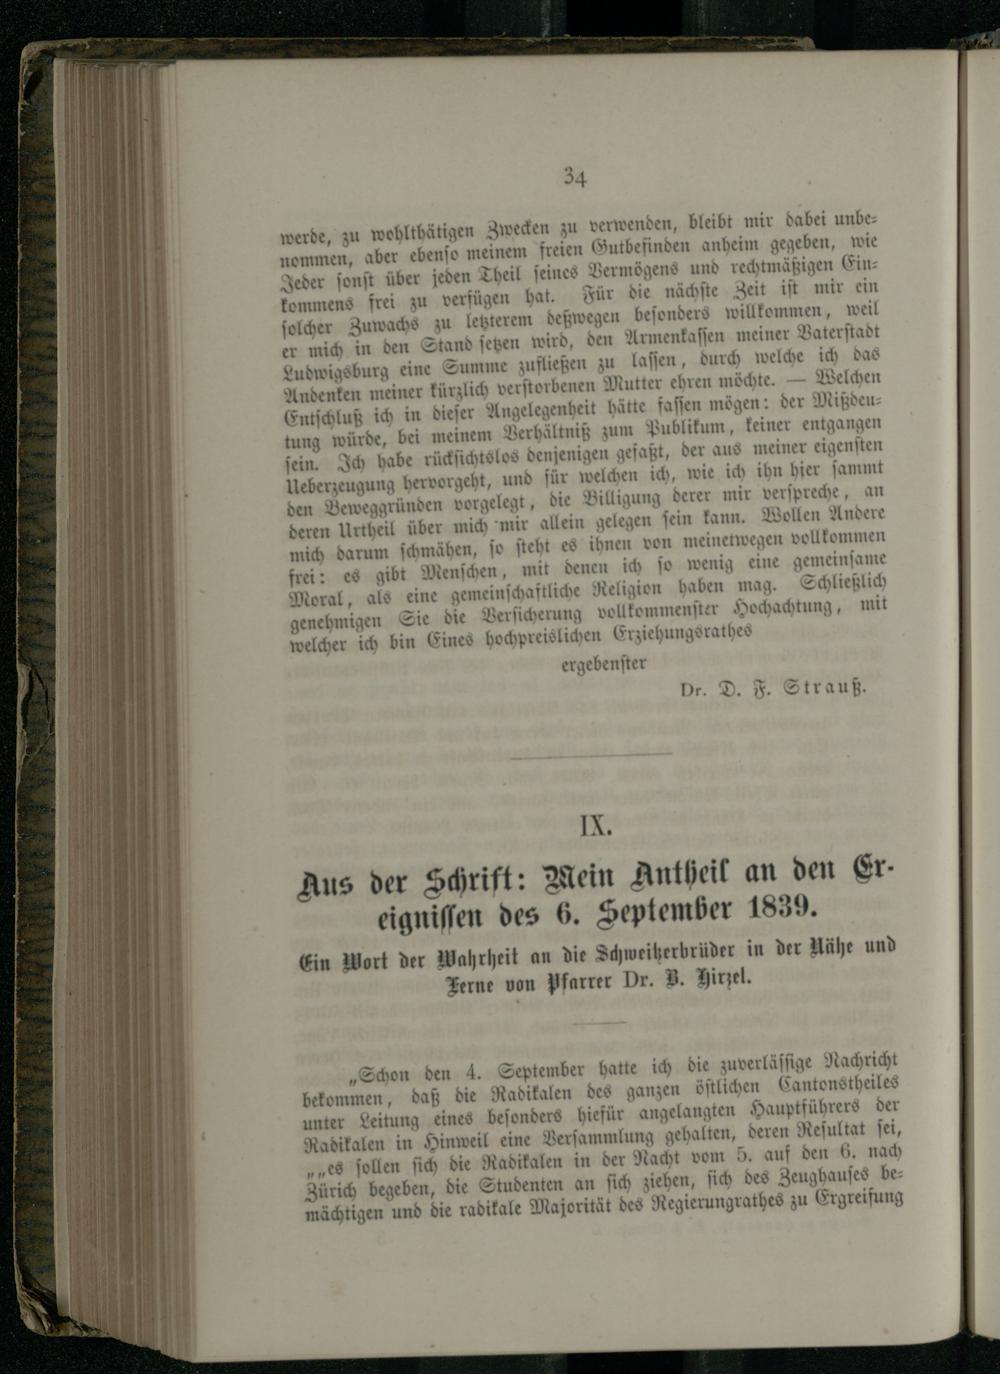 34
werde, zu wohlthätigen Zwecken zu verwenden, bleibt mir dabei unbe-
nommen, aber ebenso meinem freien Gutbefinden anheim gegeben, wie
Jeder sonst über jeden Theil seines Vermögens und rechtmäßigen Ein-
kommens frei zu verfügen hat. Für die nächste Zeit ist mir ein
solcher Zuwachs zu letzterem deßwegen besonders willkommen, weil
er mich in den Stand setzen wird, den Armenkassen meiner Vaterstadt
Ludwigsburg eine Summe zufließen zu lassen, durch welche ich das
Andenken meiner kürzlich verstorbenen Mutter ehren möchte. — Welchen
Entschluß ich in dieser Angelegenheit hätte fassen mögen: der Mißdeu-
tung würde, bei meinem Verhältniß zum Publikum, keiner entgangen
sein. Ich habe rücksichtslos denjenigen gefaßt, der aus meiner eigensten
Ueberzeugung hervorgeht, und für welchen ich, wie ich ihn hier sammt
den Beweggründen vorgelegt, die Billigung derer mir verspreche, an
deren Urtheil über mich mir allein gelegen sein kann. Wollen Andere
mich darum schmähen, so steht es ihnen von meinetwegen vollkommen
frei: es gibt Menschen, mit denen ich so wenig eine gemeinsame
Moral, als eine gemeinschaftliche Religion haben mag. Schließlich
genehmigen Sie die Versicherung vollkommenster Hochachtung, mit
welcher ich bin Eines hochpreislichen Erziehungsrathes
ergebenster
Dr. D. F. Strauß.
IX.
Aus der Schrift: Mein Antheil an den Er-
eignissen des 6. September 1839.
Ein Wort der Wahrheit an die Schweitzerbrüder in der Nähe und
Ferne von Pfarrer Dr. B. Hirzel.
„Schon den 4. September hatte ich die zuverlässige Nachricht
bekommen, daß die Radikalen des ganzen östlichen Cantonstheiles
unter Leitung eines besonders hiefür angelangten Hauptführers der
Radikalen in Hinweil eine Versammlung gehalten, deren Resultat sei,
„„es sollen sich die Radikalen in der Nacht vom 5. auf den 6. nach
Zürich begeben, die Studenten an sich ziehen, sich des Zeughauses be-
mächtigen und die radikale Majorität des Regierungrathes zu Ergreifung